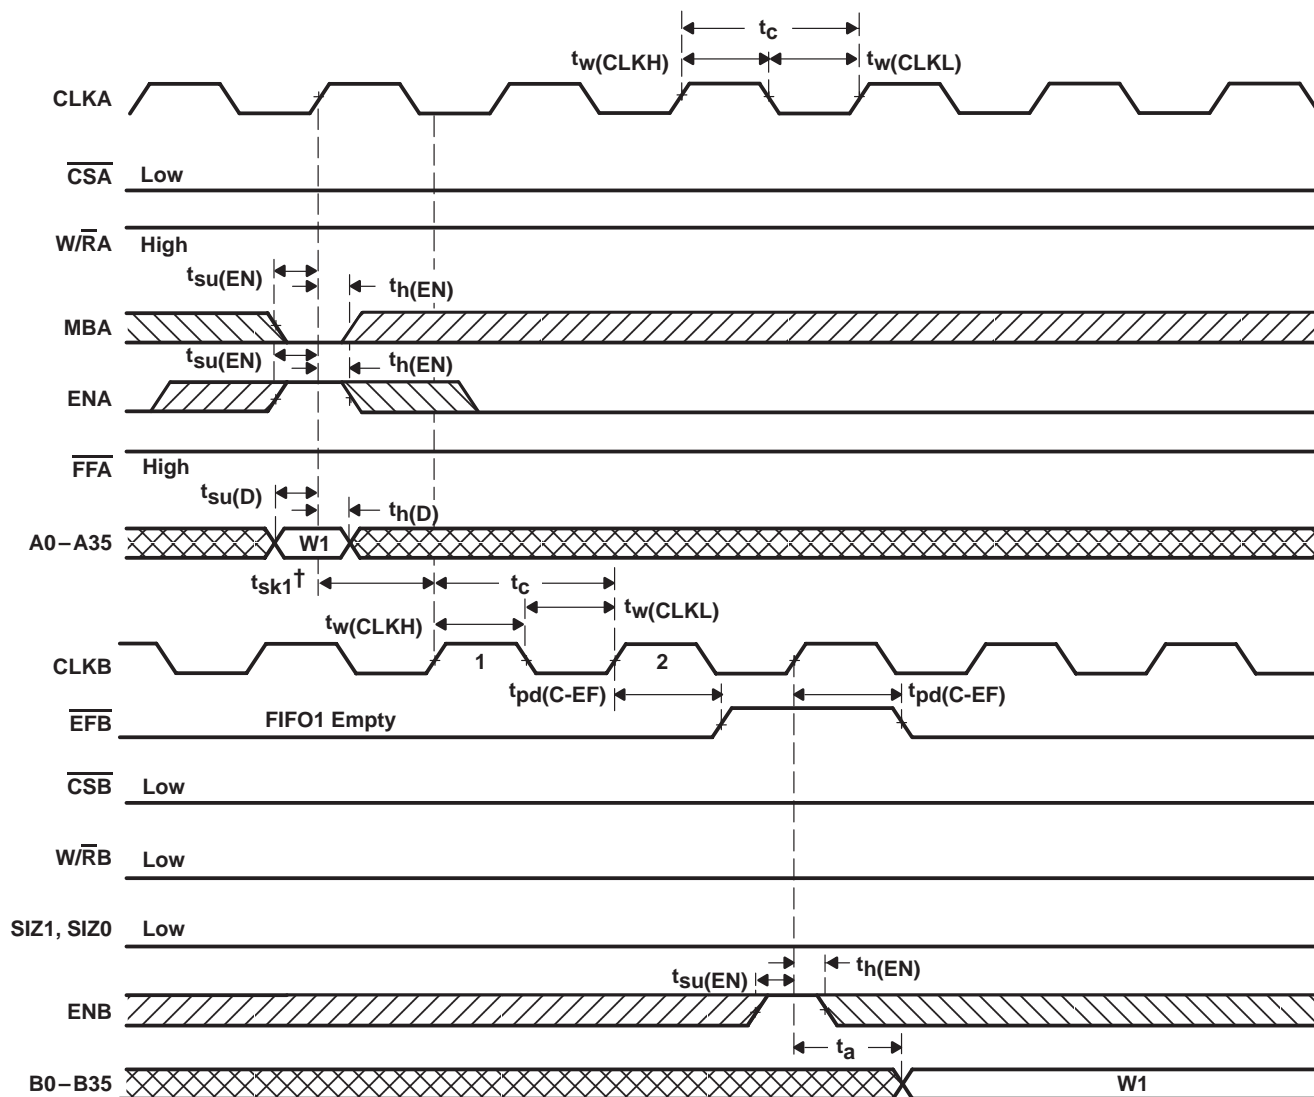 tc
tw(CLKH)
tw(CLKL)
CLKA
CSA
Low
W/RA
High
tsu(EN)
th(EN)
MBA
tsu(EN)
th(EN)
ENA
FFA
High
tsu(D)
th(D)
A0–A35
W1
tsk1†
tc
tw(CLKH)
tw(CLKL)
CLKB
1
2
tpd(C-EF)
tpd(C-EF)
EFB
FIFO1 Empty
CSB
Low
W/RB
Low
SIZ1, SIZ0
Low
tsu(EN)
th(EN)
ENB
ta
B0–B35
W1